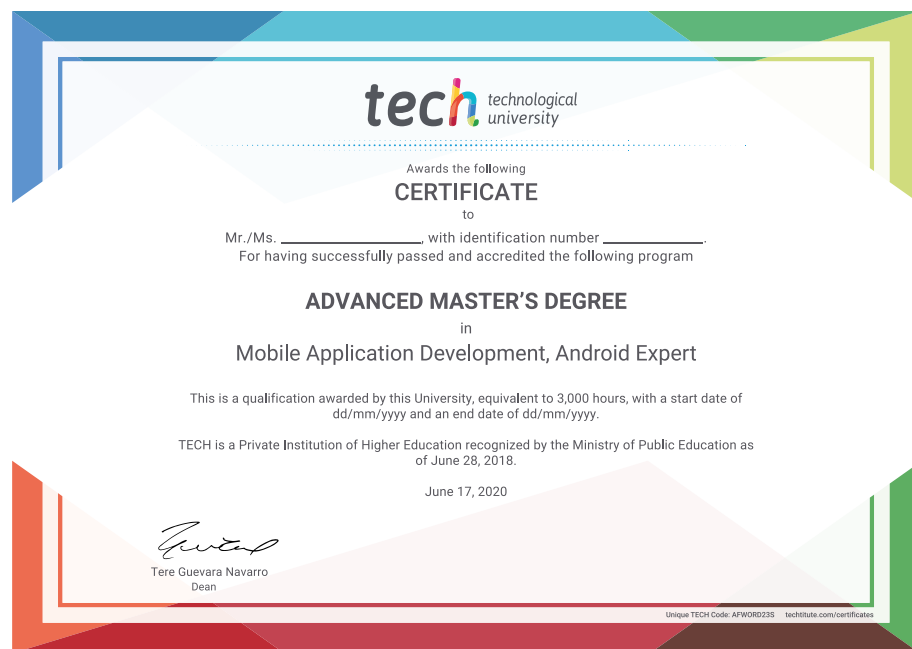 tech technological
university
Awards the following
CERTIFICATE
to
Mr./Ms. ____________________, with identification number ______________.
For having successfully passed and accredited the following program
ADVANCED MASTER'S DEGREE
in
Mobile Application Development, Android Expert
This is a qualification awarded by this University, equivalent to 3,000 hours, with a start date of
dd/mm/yyyy and an end date of dd/mm/yyyy.
TECH is a Private Institution of Higher Education recognized by the Ministry of Public Education as
of June 28, 2018.
June 17, 2020
Tere Guevara Navarro
Dean
Unique TECH Code: AFWORD23S techtitute.com/certificates